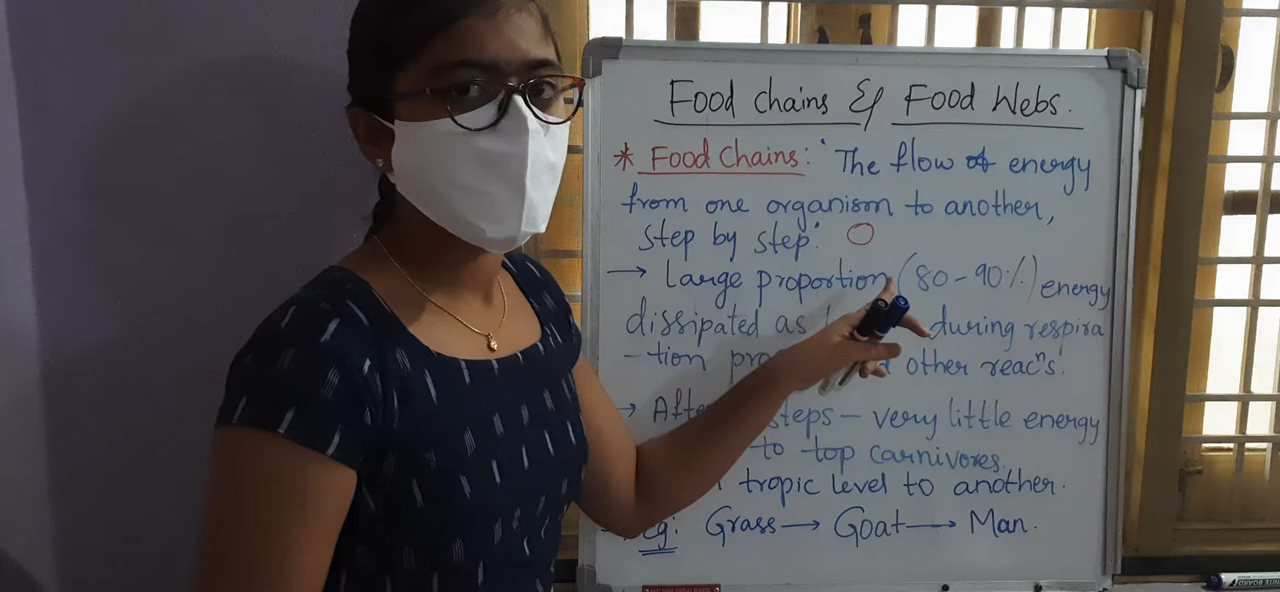 Food chains & Food Webs.
* Food Chains: 'The flow of energy
from one organism to another,
step by step'.
→ Large proportion (80-90%) energy
dissipated as during respira
-tion other reacⁿs.
→ steps – very little energy
to top carnivores.
tropic level to another.
Eg: Grass → Goat → Man.